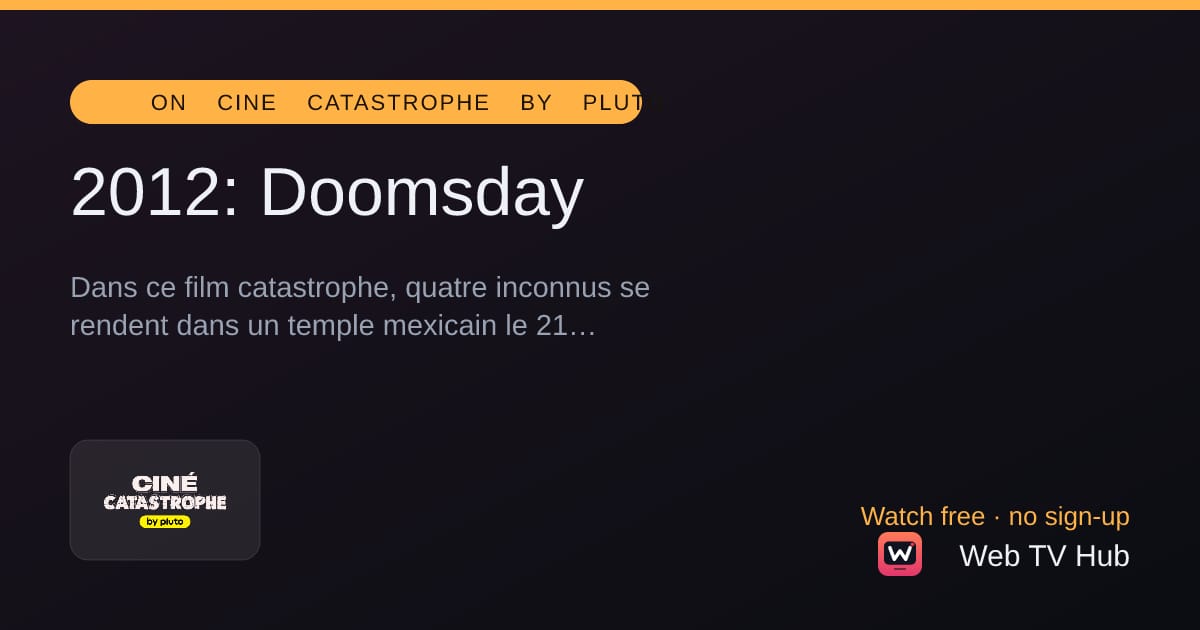 ON CINE CATASTROPHE BY PLUT
2012: Doomsday
Dans ce film catastrophe, quatre inconnus se
rendent dans un temple mexicain le 21…
CINÉ
CATASTROPHE
by pluto
Watch free · no sign-up
W
Web TV Hub